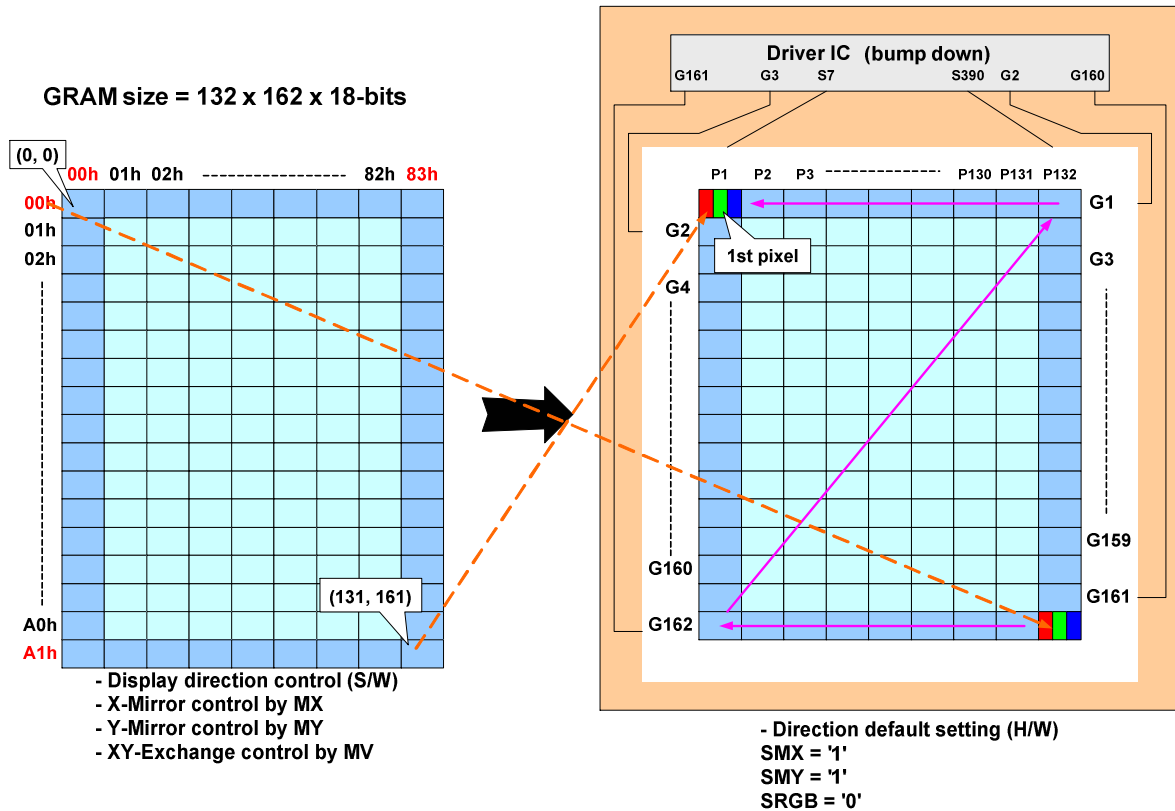 GRAM size = 132 x 162 x 18-bits
(0, 0)
00h 01h 02h 82h 83h
00h
01h
02h
A0h
A1h
(131, 161)
- Display direction control (S/W)
- X-Mirror control by MX
- Y-Mirror control by MY
- XY-Exchange control by MV
Driver IC (bump down)
G161 G3 S7 S390 G2 G160
P1 P2 P3 P130 P131 P132
G1
G2
1st pixel
G3
G4
G159
G160
G161
G162
- Direction default setting (H/W)
SMX = '1'
SMY = '1'
SRGB = '0'